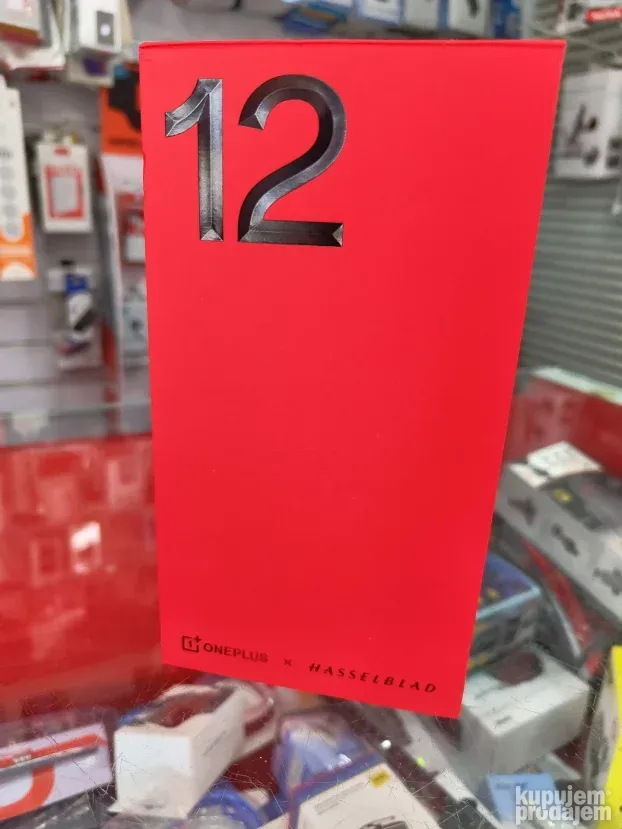 12
ONEPLUS x HASSELBLAD
kupujem
prodajem